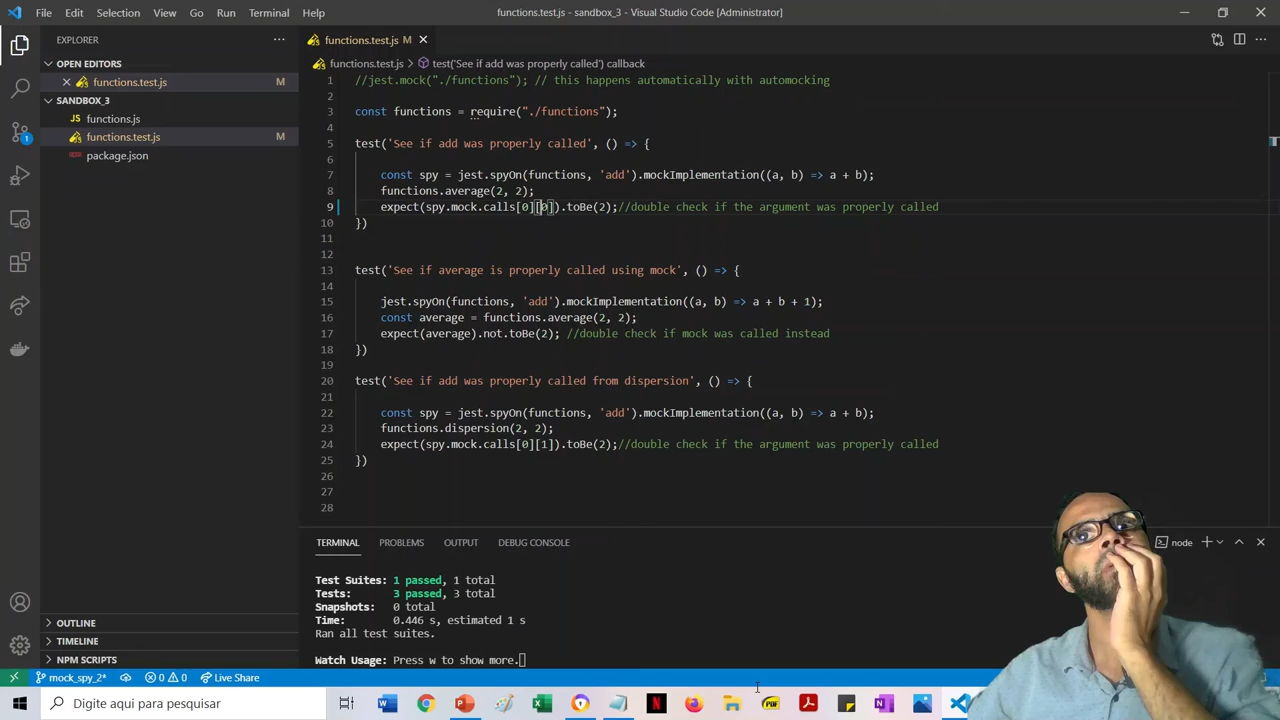 File Edit Selection View Go Run Terminal Help
functions.test.js - sandbox_3 - Visual Studio Code [Administrator]
EXPLORER
OPEN EDITORS
functions.test.js M
SANDBOX_3
functions.js
functions.test.js M
package.json
OUTLINE
TIMELINE
NPM SCRIPTS
functions.test.js M
functions.test.js > test('See if add was properly called') callback
1 //jest.mock("./functions"); // this happens automatically with automocking
2
3 const functions = require("./functions");
4
5 test('See if add was properly called', () => {
6
7 const spy = jest.spyOn(functions, 'add').mockImplementation((a, b) => a + b);
8 functions.average(2, 2);
9 expect(spy.mock.calls[0][0]).toBe(2);//double check if the argument was properly called
10 })
11
12
13 test('See if average is properly called using mock', () => {
14
15 jest.spyOn(functions, 'add').mockImplementation((a, b) => a + b + 1);
16 const average = functions.average(2, 2);
17 expect(average).not.toBe(2); //double check if mock was called instead
18 })
19
20 test('See if add was properly called from dispersion', () => {
21
22 const spy = jest.spyOn(functions, 'add').mockImplementation((a, b) => a + b);
23 functions.dispersion(2, 2);
24 expect(spy.mock.calls[0][1]).toBe(2);//double check if the argument was properly called
25 })
26
27
28
TERMINAL PROBLEMS OUTPUT DEBUG CONSOLE
node
Test Suites: 1 passed, 1 total
Tests: 3 passed, 3 total
Snapshots: 0 total
Time: 0.446 s, estimated 1 s
Ran all test suites.
Watch Usage: Press w to show more.
mock_spy_2* 0 0 Live Share
Digite aqui para pesquisar